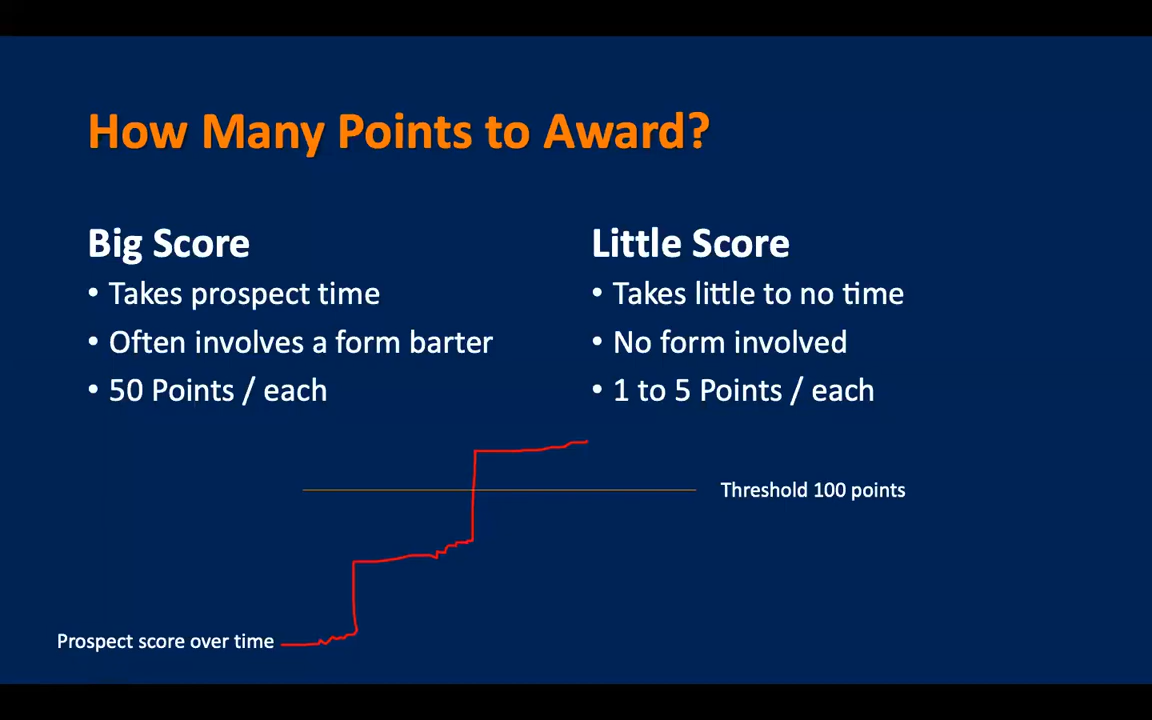 How Many Points to Award?
Big Score
• Takes prospect time
• Often involves a form barter
• 50 Points / each
Little Score
• Takes little to no time
• No form involved
• 1 to 5 Points / each
Threshold 100 points
Prospect score over time